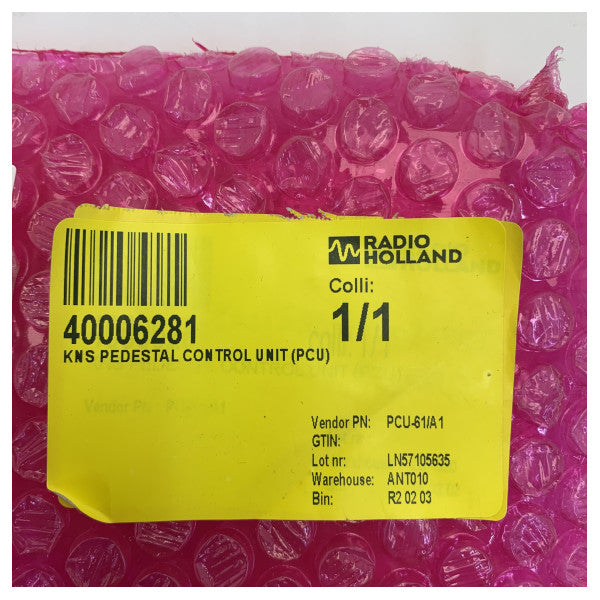 RADIO
HOLLAND
Colli:
1/1
40006281
KNS PEDESTAL CONTROL UNIT (PCU)
Vendor PN: PCU-61/A1
GTIN:
Lot nr: LN57105635
Warehouse: ANT010
Bin: R2 02 03